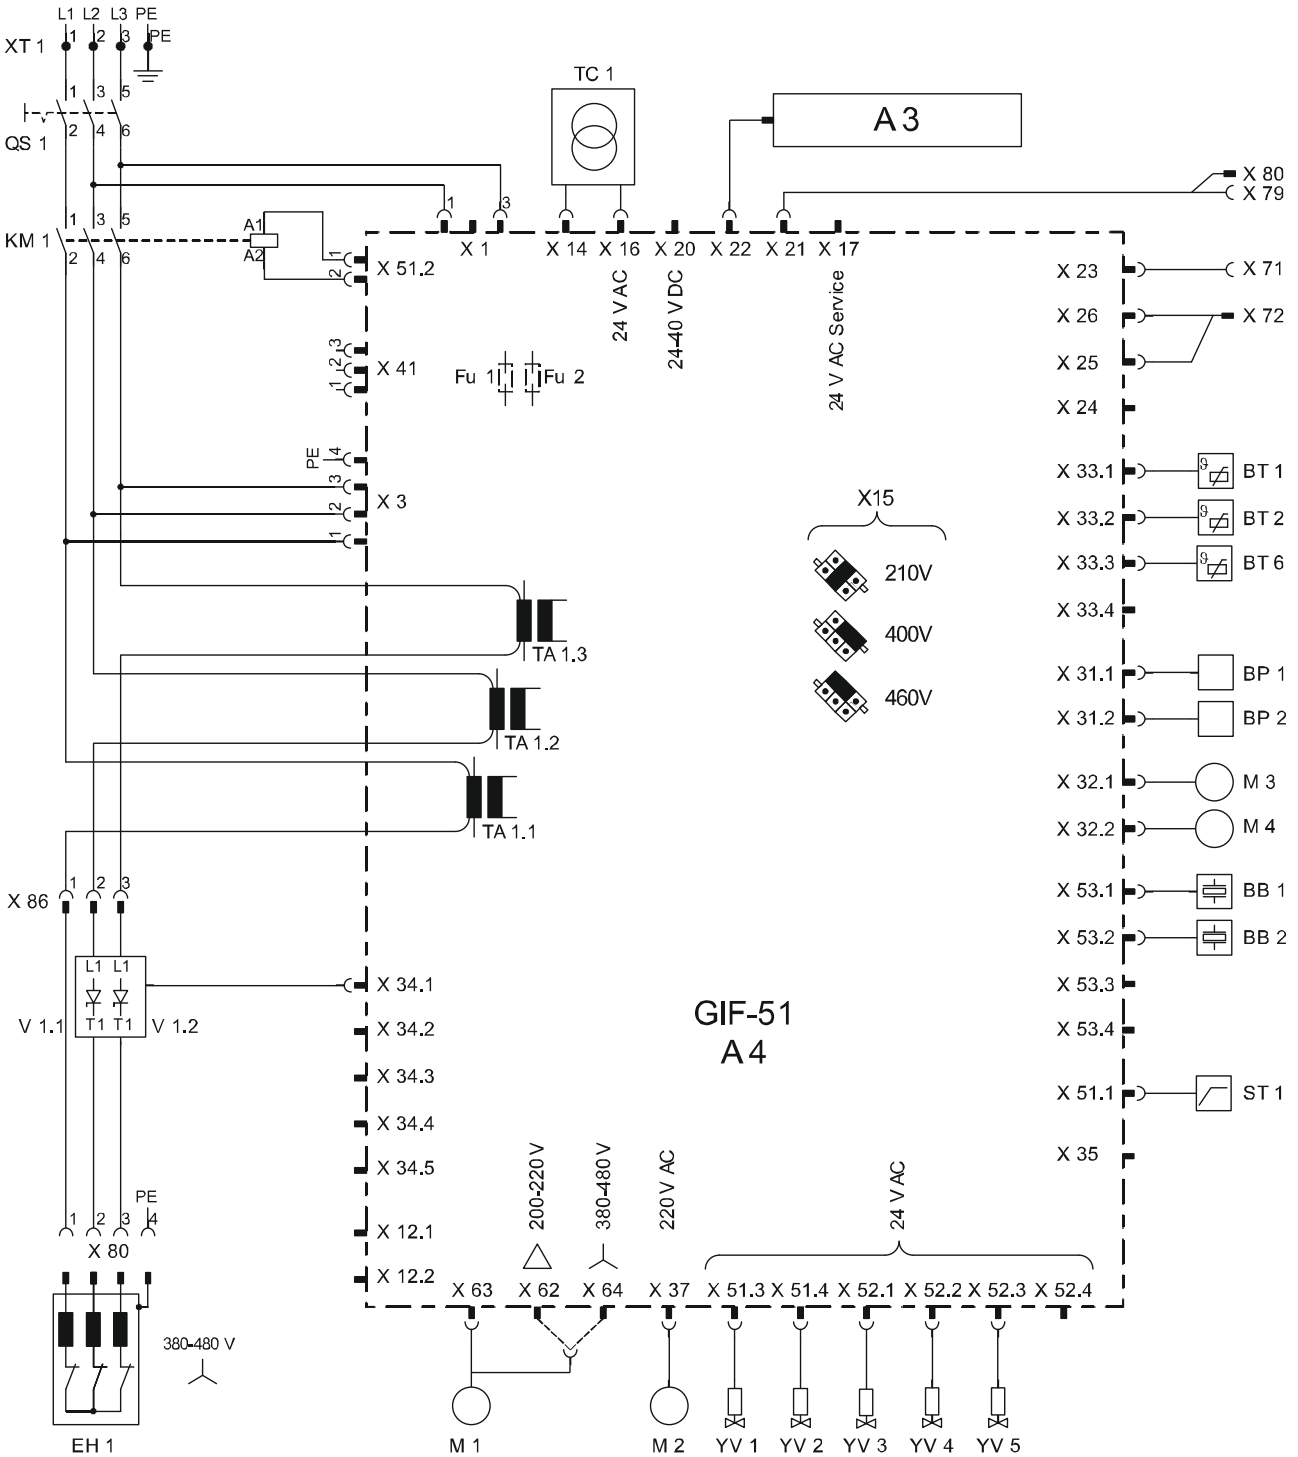 L1 L2 L3 PE
XT 1
1 2 3 PE
1 3 5
QS 1
2 4 6
TC 1
A 3
X 80
X 79
1 3
KM 1
1 3 5
2 4 6
A1
A2
1
2
X 51.2
X 1 X 14 X 16 X 20 X 22 X 21 X 17
24 V AC
24-40 V DC
24 V AC Service
X 23
X 71
X 26
X 72
X 25
X 24
3
2
1
X 41
Fu 1 Fu 2
PE
4
3
2
1
X 3
X 33.1
BT 1
X 33.2
BT 2
X 33.3
BT 6
X 33.4
ϑ
ϑ
ϑ
X15
210V
400V
460V
TA 1.3
TA 1.2
TA 1.1
X 31.1
BP 1
X 31.2
BP 2
X 32.1
M 3
X 32.2
M 4
X 53.1
BB 1
X 53.2
BB 2
X 53.3
X 53.4
X 51.1
ST 1
X 35
X 86
1 2 3
L1 L1
T1 T1
V 1.1
V 1.2
X 34.1
X 34.2
X 34.3
X 34.4
X 34.5
X 12.1
X 12.2
GIF-51
A 4
PE
1 2 3 4
X 80
200-220 V
380-480 V
220 V AC
24 V AC
X 63 X 62 X 64 X 37 X 51.3 X 51.4 X 52.1 X 52.2 X 52.3 X 52.4
380-480 V
EH 1
M 1 M 2 YV 1 YV 2 YV 3 YV 4 YV 5